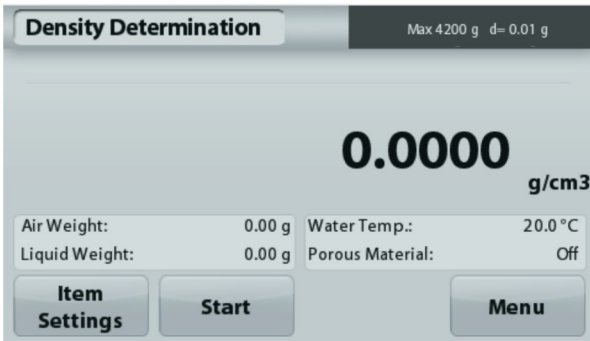 Density Determination
Max 4200 g d= 0.01 g
0.0000
g/cm3
Air Weight: 0.00 g
Water Temp.: 20.0 °C
Liquid Weight: 0.00 g
Porous Material: Off
Item
Settings
Start
Menu